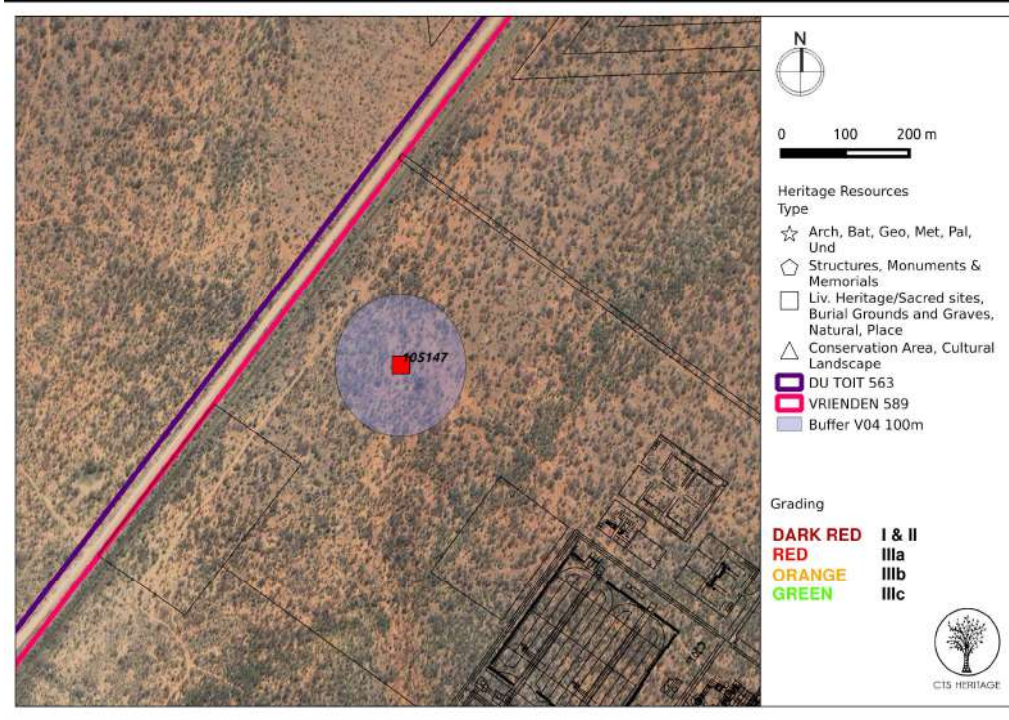 105147
N
0 100 200 m
Heritage Resources
Type
Arch, Bat, Geo, Met, Pal,
Und
Structures, Monuments &
Memorials
Liv. Heritage/Sacred sites,
Burial Grounds and Graves,
Natural, Place
Conservation Area, Cultural
Landscape
DU TOIT 563
VRIENDEN 589
Buffer V04 100m
Grading
DARK RED I & II
RED IIIa
ORANGE IIIb
GREEN IIIc
CTS HERITAGE